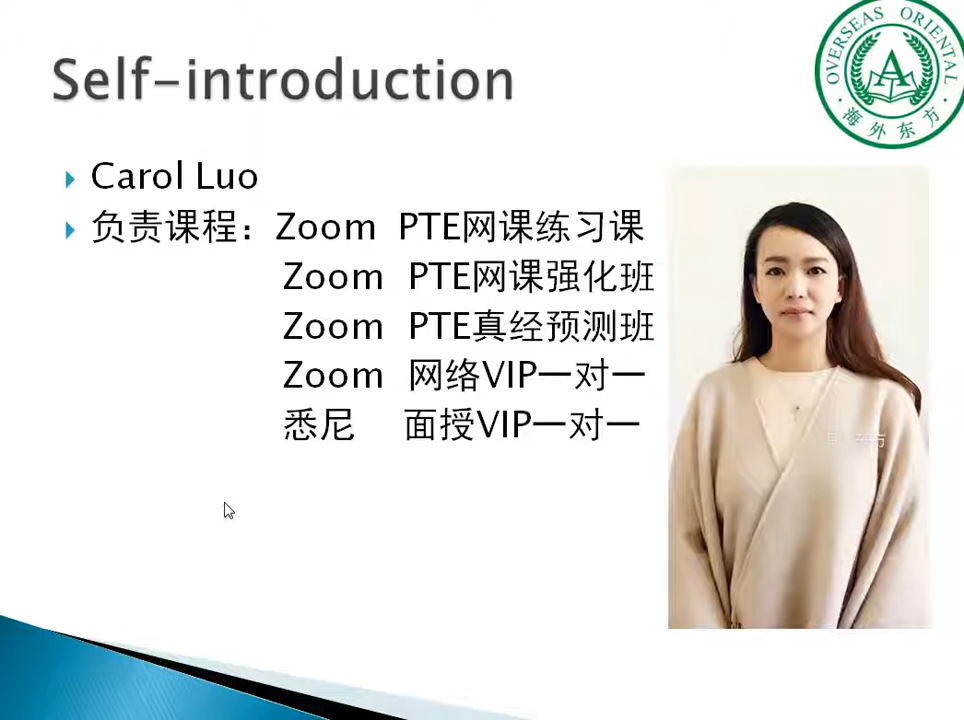 Self-introduction
OVERSEAS ORIENTAL
海外东方
Carol Luo
负责课程：Zoom PTE网课练习课
Zoom PTE网课强化班
Zoom PTE真经预测班
Zoom 网络VIP一对一
悉尼 面授VIP一对一